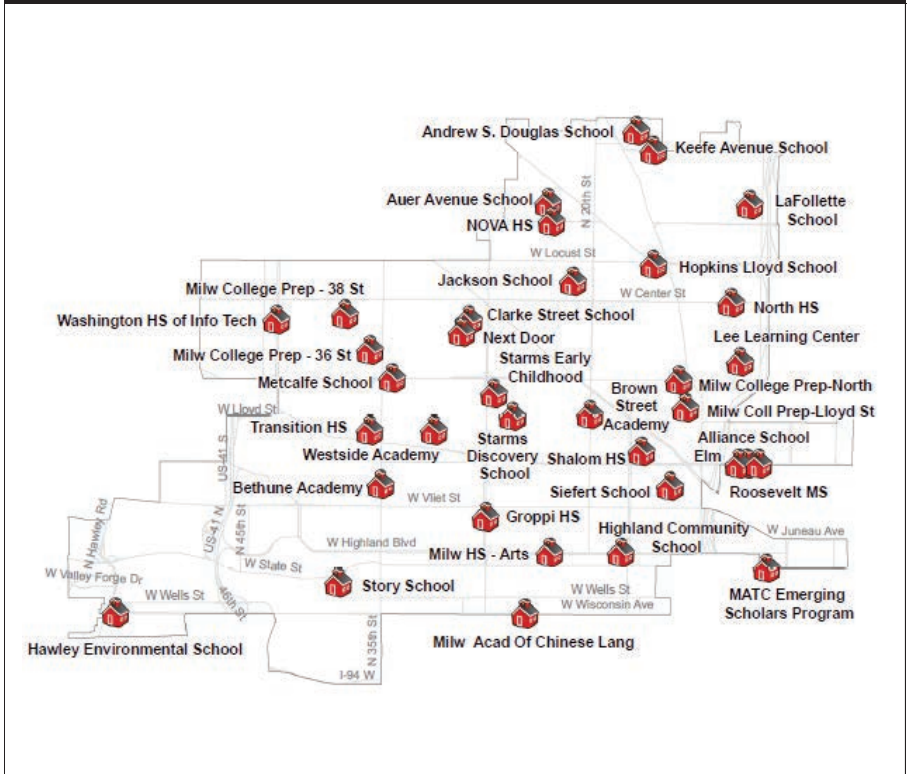 Andrew S. Douglas School
Keefe Avenue School
Auer Avenue School
NOVA HS
N 20th St
LaFollette
School
W Locust St
Hopkins Lloyd School
Jackson School
W Center St
Milw College Prep - 38 St
North HS
Washington HS of Info Tech
Clarke Street School
Next Door
Lee Learning Center
Milw College Prep - 36 St
Starms Early
Childhood
Metcalfe School
Brown
Street
Academy
Milw College Prep-North
W Lloyd St
Milw Coll Prep-Lloyd St
Transition HS
Westside Academy
Starms
Discovery
School
Shalom HS
Alliance School
Elm
US-41 S
Bethune Academy
Siefert School
Roosevelt MS
W Vliet St
Groppi HS
N Hawley Rd
US-41 N
N 45th St
W Highland Blvd
Milw HS - Arts
Highland Community
School
W Juneau Ave
W State St
W Valley Forge Dr
46th St
Story School
W Wells St
W Wells St
W Wisconsin Ave
MATC Emerging
Scholars Program
Hawley Environmental School
Milw Acad Of Chinese Lang
N 35th St
I-94 W